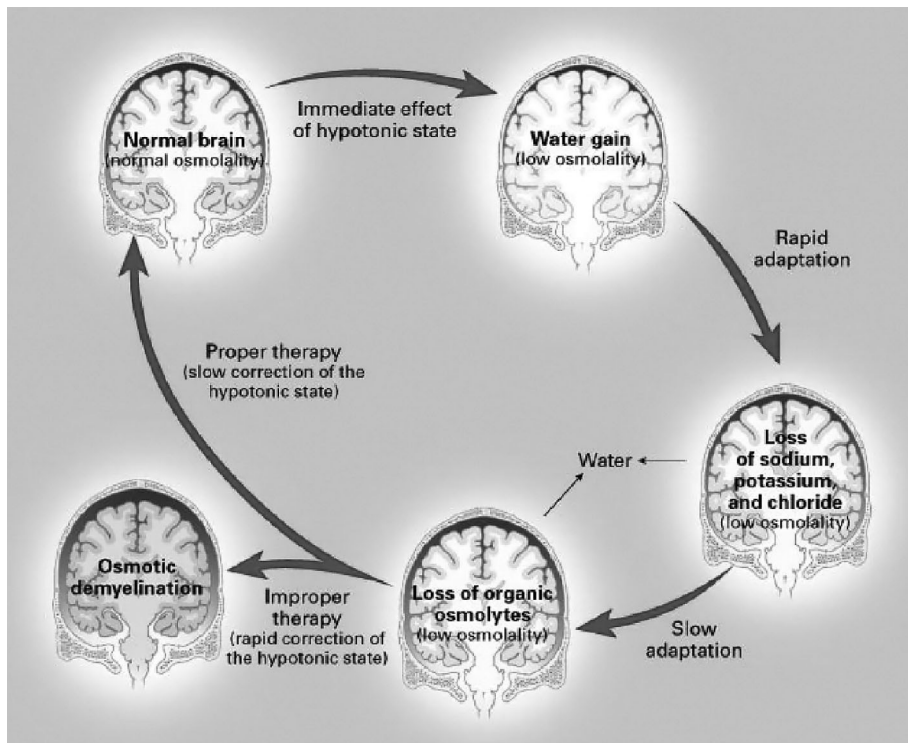 Normal brain
(normal osmolality)
Immediate effect
of hypotonic state
Water gain
(low osmolality)
Rapid
adaptation
Proper therapy
(slow correction of the
hypotonic state)
Loss
of sodium,
potassium,
and chloride
(low osmolality)
Water
Osmotic
demyelination
Improper
therapy
(rapid correction of
the hypotonic state)
Loss of organic
osmolytes
(low osmolality)
Slow
adaptation